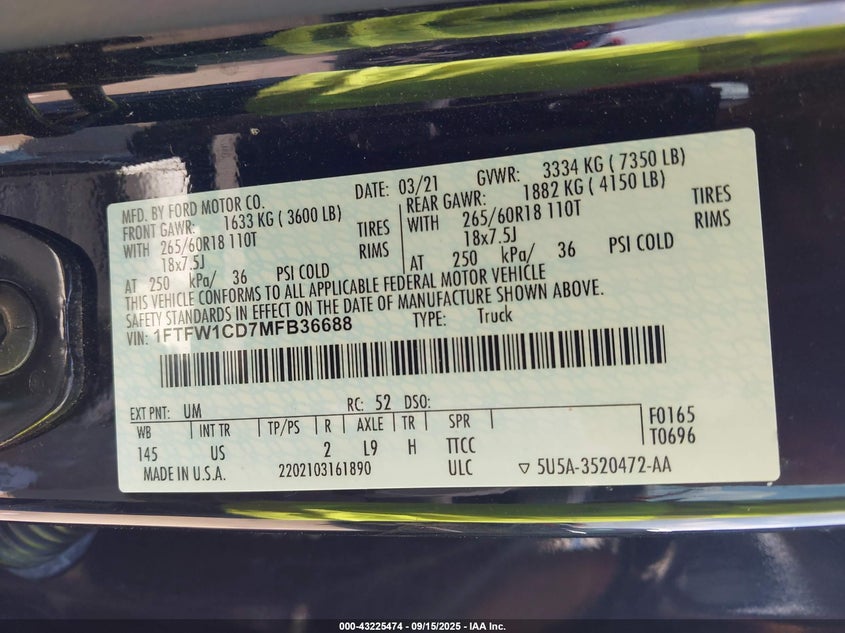 MFD. BY FORD MOTOR CO. DATE: 03/21 GVWR: 3334 KG ( 7350 LB)
FRONT GAWR: 1633 KG ( 3600 LB) REAR GAWR: 1882 KG ( 4150 LB)
WITH 265/60R18 110T TIRES WITH 265/60R18 110T TIRES
18x7.5J RIMS 18x7.5J RIMS
AT 250 kPa/ 36 PSI COLD AT 250 kPa/ 36 PSI COLD
THIS VEHICLE CONFORMS TO ALL APPLICABLE FEDERAL MOTOR VEHICLE
SAFETY STANDARDS IN EFFECT ON THE DATE OF MANUFACTURE SHOWN ABOVE.
VIN: 1FTFW1CD7MFB36688 TYPE: Truck
EXT PNT: UM RC: 52 DSO:
WB INT TR TP/PS R AXLE TR SPR F0165
145 US 2 L9 H TTCC T0696
MADE IN U.S.A. 2202103161890 ULC ▽ 5U5A-3520472-AA
000-43225474 - 09/15/2025 - IAA Inc.